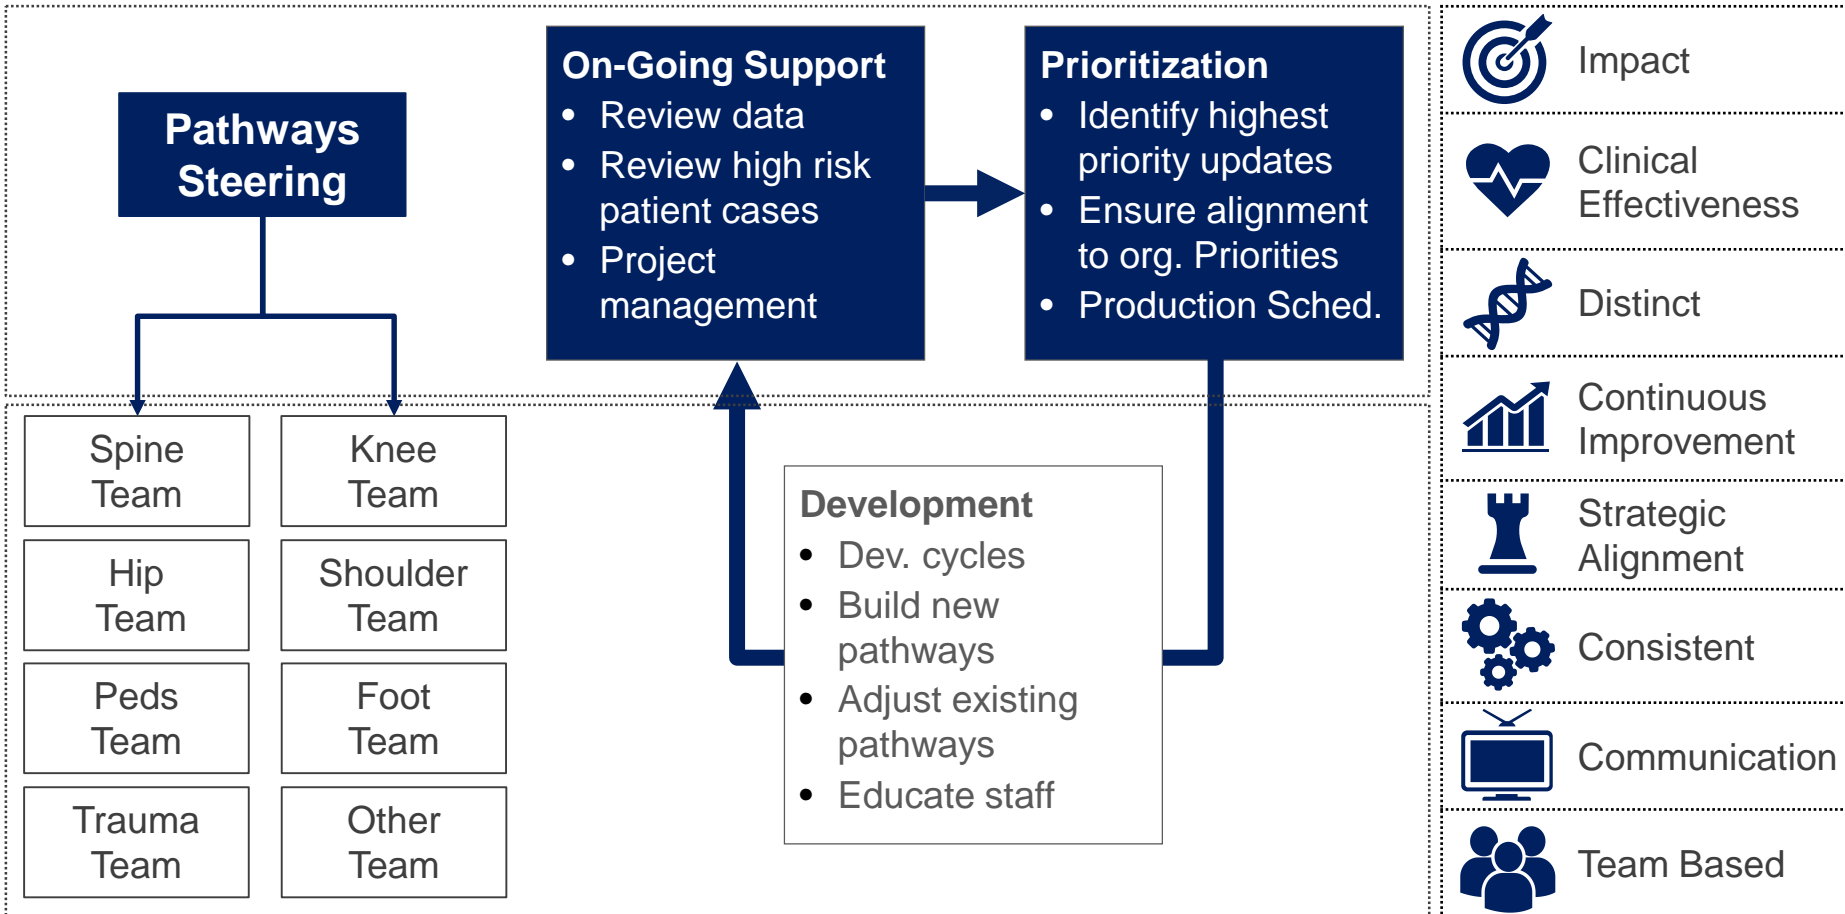 Pathways
Steering
On-Going Support
• Review data
• Review high risk
patient cases
• Project
management
Prioritization
• Identify highest
priority updates
• Ensure alignment
to org. Priorities
• Production Sched.
Spine
Team
Knee
Team
Hip
Team
Shoulder
Team
Peds
Team
Foot
Team
Trauma
Team
Other
Team
Development
• Dev. cycles
• Build new
pathways
• Adjust existing
pathways
• Educate staff
Impact
Clinical
Effectiveness
Distinct
Continuous
Improvement
Strategic
Alignment
Consistent
Communication
Team Based